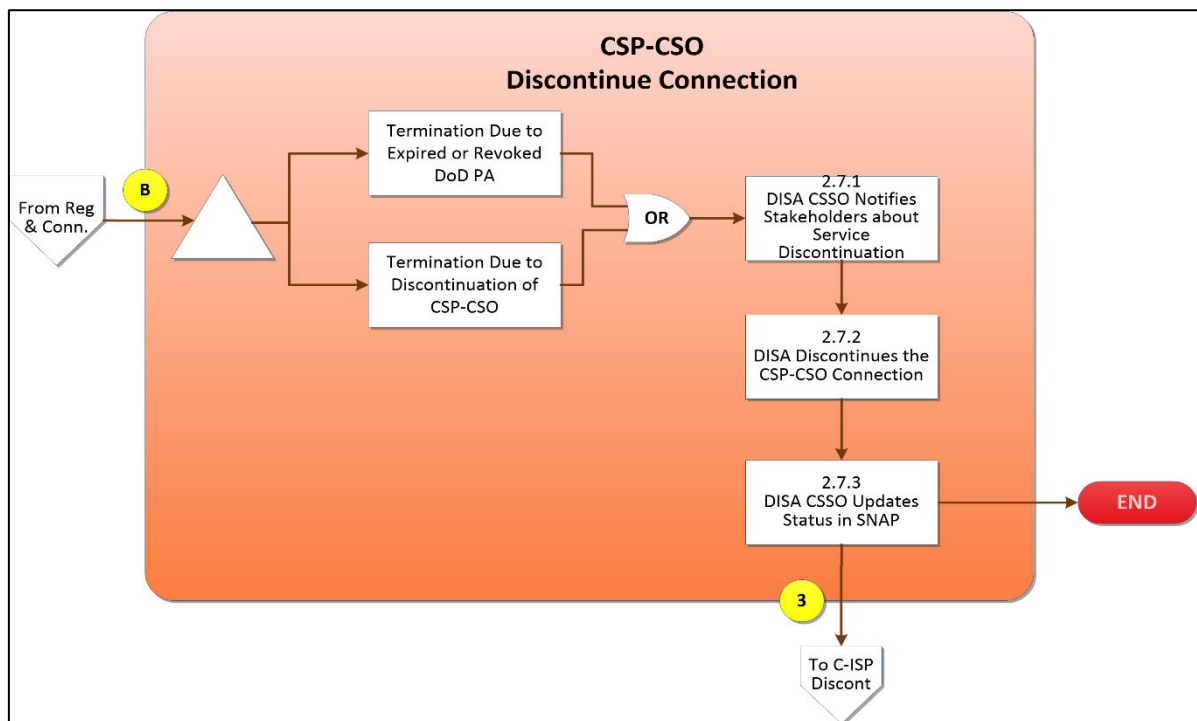 CSP-CSO
Discontinue Connection
Termination Due to
Expired or Revoked
DoD PA
B
From Reg
& Conn.
OR
2.7.1
DISA CSSO Notifies
Stakeholders about
Service
Discontinuation
Termination Due to
Discontinuation of
CSP-CSO
2.7.2
DISA Discontinues the
CSP-CSO Connection
2.7.3
DISA CSSO Updates
Status in SNAP
END
3
To C-ISP
Discont